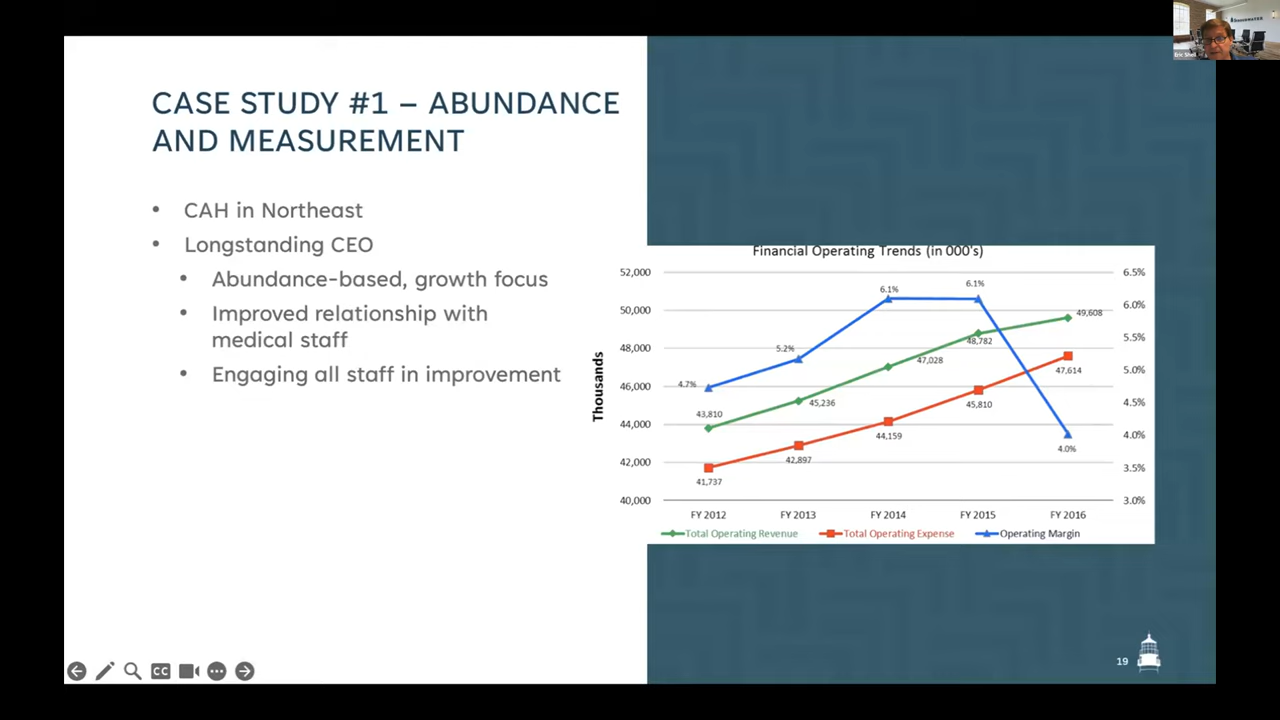 CASE STUDY #1 – ABUNDANCE
AND MEASUREMENT
• CAH in Northeast
• Longstanding CEO
• Abundance-based, growth focus
• Improved relationship with
medical staff
• Engaging all staff in improvement
Financial Operating Trends (in 000's)
Thousands
52,000
50,000
48,000
46,000
44,000
42,000
40,000
6.5%
6.0%
5.5%
5.0%
4.5%
4.0%
3.5%
3.0%
4.7%
5.2%
6.1%
6.1%
4.0%
43,810
45,236
47,028
48,782
49,608
41,737
42,897
44,159
45,810
47,614
FY 2012
FY 2013
FY 2014
FY 2015
FY 2016
Total Operating Revenue
Total Operating Expense
Operating Margin
19
CC
Eric Shell